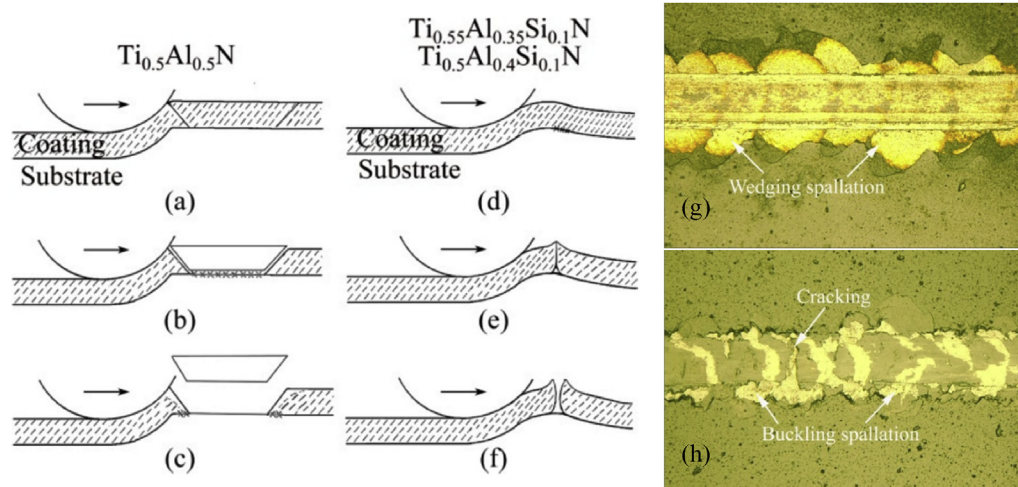 Ti0.5Al0.5N
Coating
Substrate
(a)
(b)
(c)
Ti0.55Al0.35Si0.1N
Ti0.5Al0.4Si0.1N
Coating
Substrate
(d)
(e)
(f)
Wedging spallation
(g)
Cracking
Buckling spallation
(h)